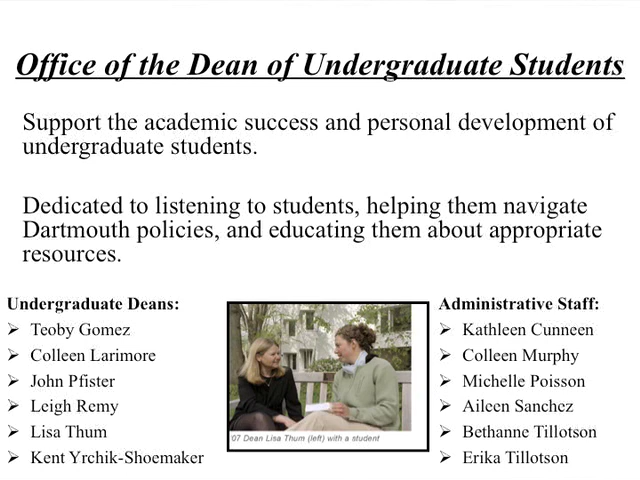 Office of the Dean of Undergraduate Students
Support the academic success and personal development of
undergraduate students.
Dedicated to listening to students, helping them navigate
Dartmouth policies, and educating them about appropriate
resources.
Undergraduate Deans:
Teoby Gomez
Colleen Larimore
John Pfister
Leigh Remy
Lisa Thum
Kent Yrchik-Shoemaker
07 Dean Lisa Thum (left) with a student
Administrative Staff:
Kathleen Cunneen
Colleen Murphy
Michelle Poisson
Aileen Sanchez
Bethanne Tillotson
Erika Tillotson